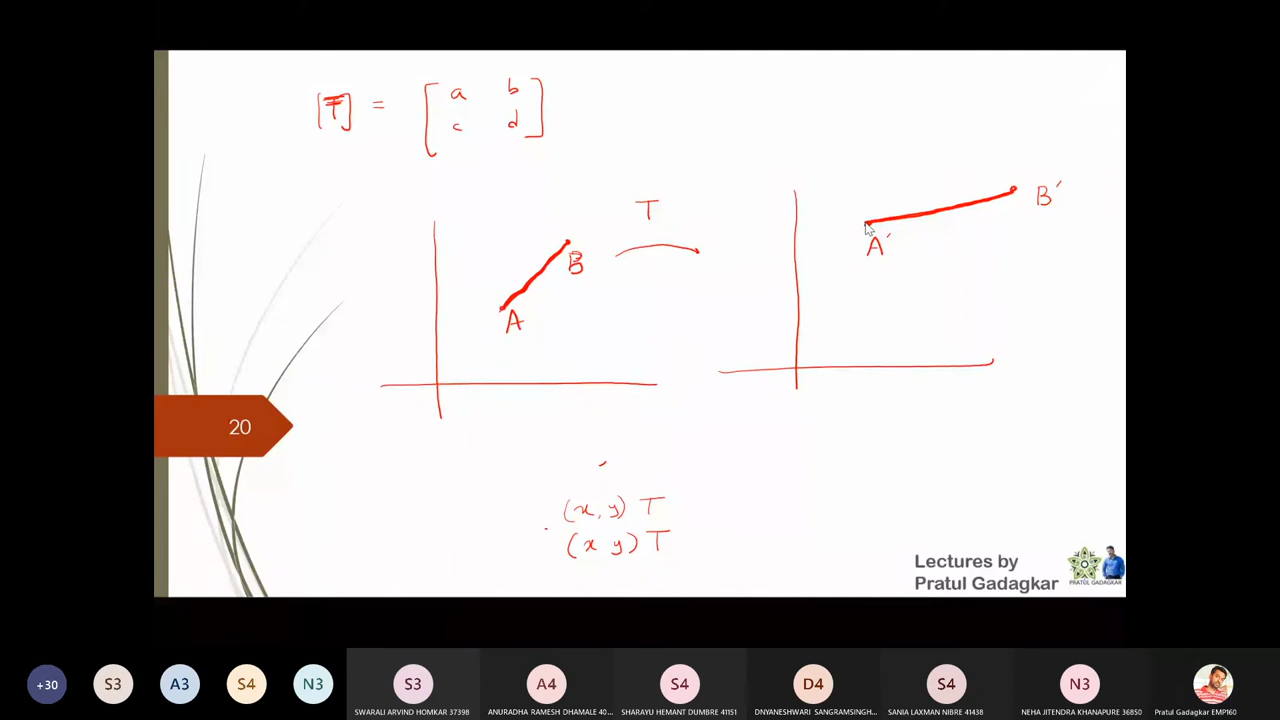 [T] = [a b
c d]
T
A
B
A′
B′
20
(x, y) T
(x y) T
Lectures by
Pratul Gadagkar
PRATUL GADAGKAR
+30
S3
A3
S4
N3
S3
A4
S4
D4
S4
N3
SWARALI ARVIND HOMKAR 37398
ANURADHA RAMESH DHAMALE 40...
SHARAYU HEMANT DUMBRE 41151
DNYANESHWARI SANGRAMSINGH...
SANIA LAXMAN NIBRE 41438
NEHA JITENDRA KHANAPURE 36850
Pratul Gadagkar EMP160